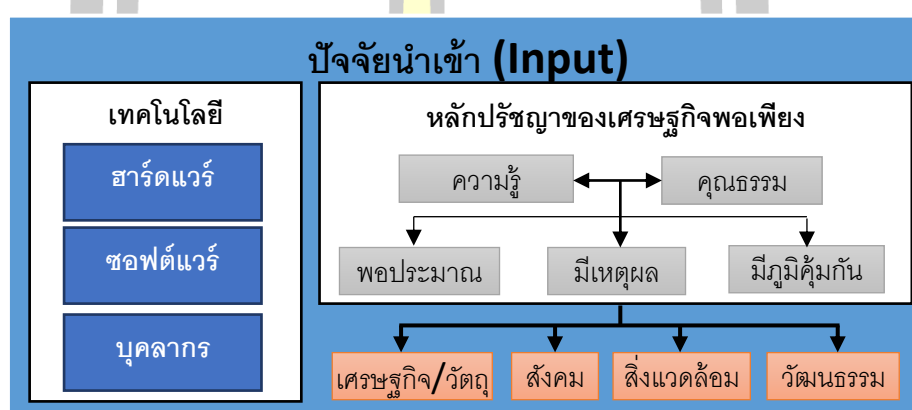 ปัจจัยนำเข้า (Input)
เทคโนโลยี
ฮาร์ดแวร์
ซอฟต์แวร์
บุคลากร
หลักปรัชญาของเศรษฐกิจพอเพียง
ความรู้
คุณธรรม
พอประมาณ
มีเหตุผล
มีภูมิคุ้มกัน
เศรษฐกิจ/วัตถุ
สังคม
สิ่งแวดล้อม
วัฒนธรรม